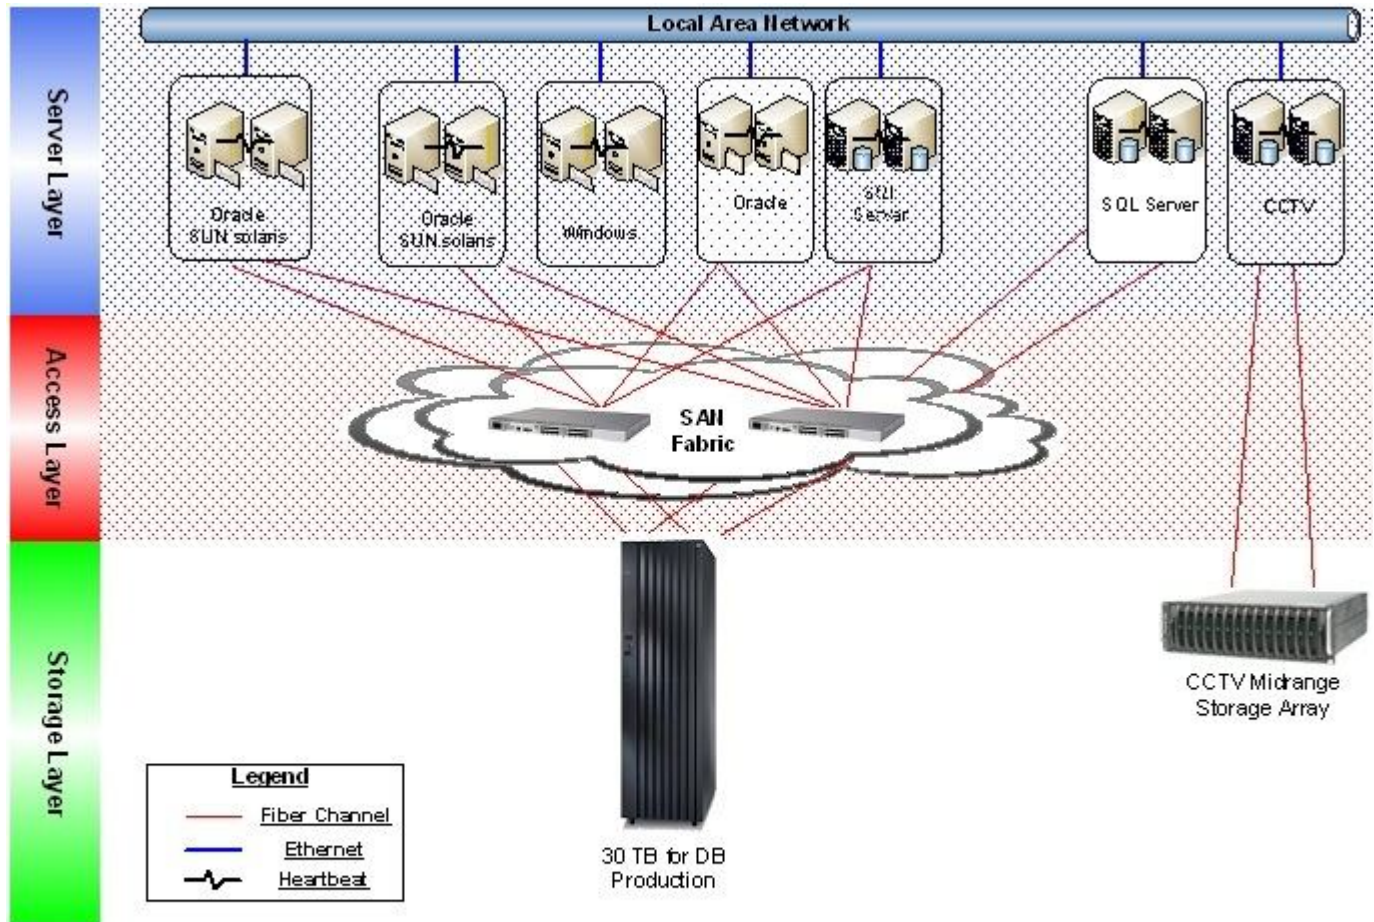 Local Area Network
Server Layer
Oracle
SUN solaris
Oracle
SUN solaris
Windows
Oracle
SQL
Servar
SQL Server
CCTV
Access Layer
SAN
Fabric
Storage Layer
CCTV Midrange
Storage Array
Legend
Fiber Channel
Ethernet
Heartbeat
30 TB for DB
Production